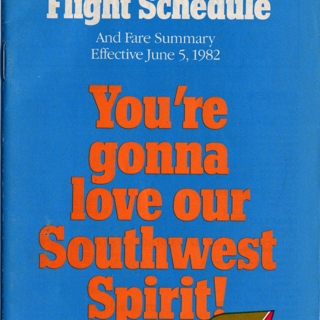 Flight Schedule
And Fare Summary
Effective June 5, 1982
You're
gonna
love our
Southwest
Spirit!